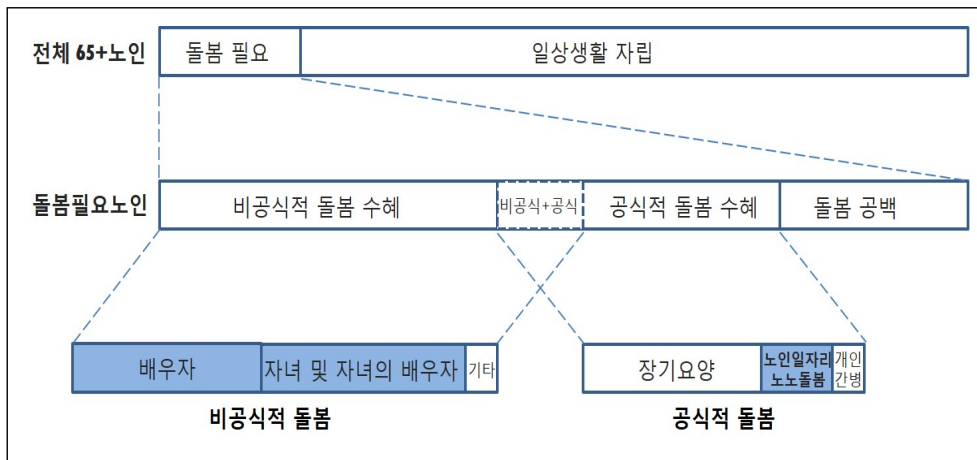 전체 65+노인
돌봄 필요
일상생활 자립
돌봄필요노인
비공식적 돌봄 수혜
비공식+공식
공식적 돌봄 수혜
돌봄 공백
배우자
자녀 및 자녀의 배우자
기타
장기요양
노인일자리
노노돌봄
개인
간병
비공식적 돌봄
공식적 돌봄